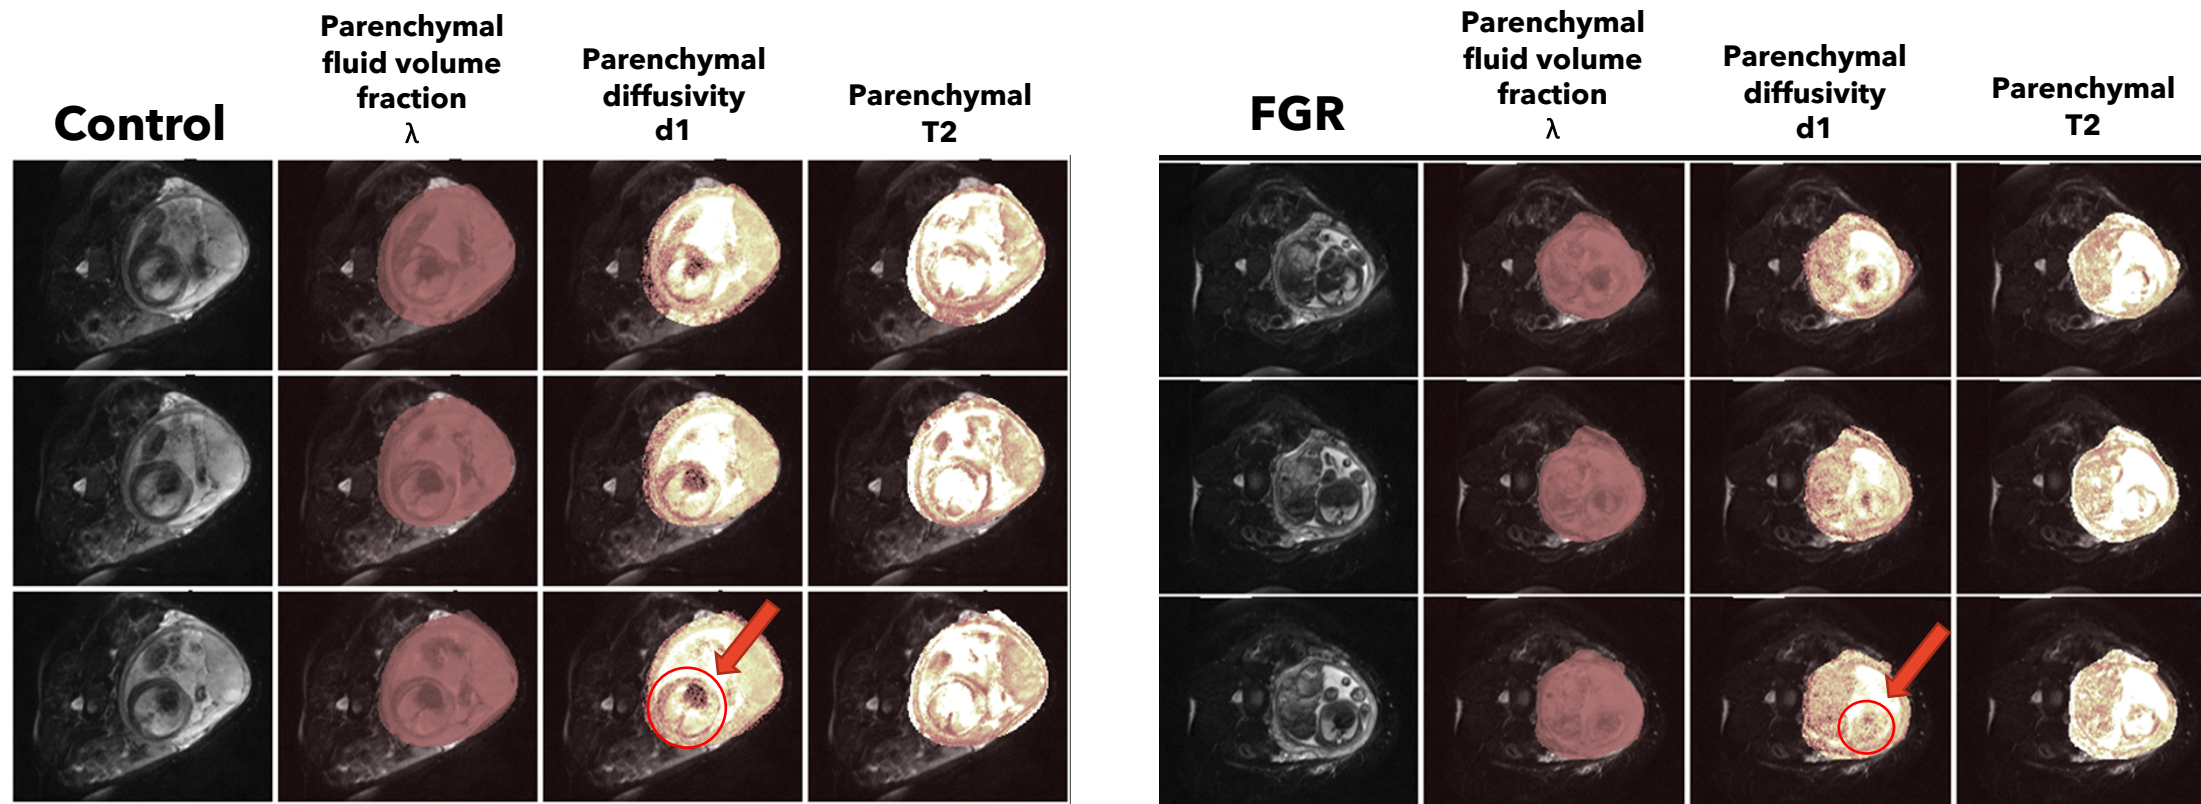 Control
Parenchymal
fluid volume
fraction
λ
Parenchymal
diffusivity
d1
Parenchymal
T2
FGR
Parenchymal
fluid volume
fraction
λ
Parenchymal
diffusivity
d1
Parenchymal
T2